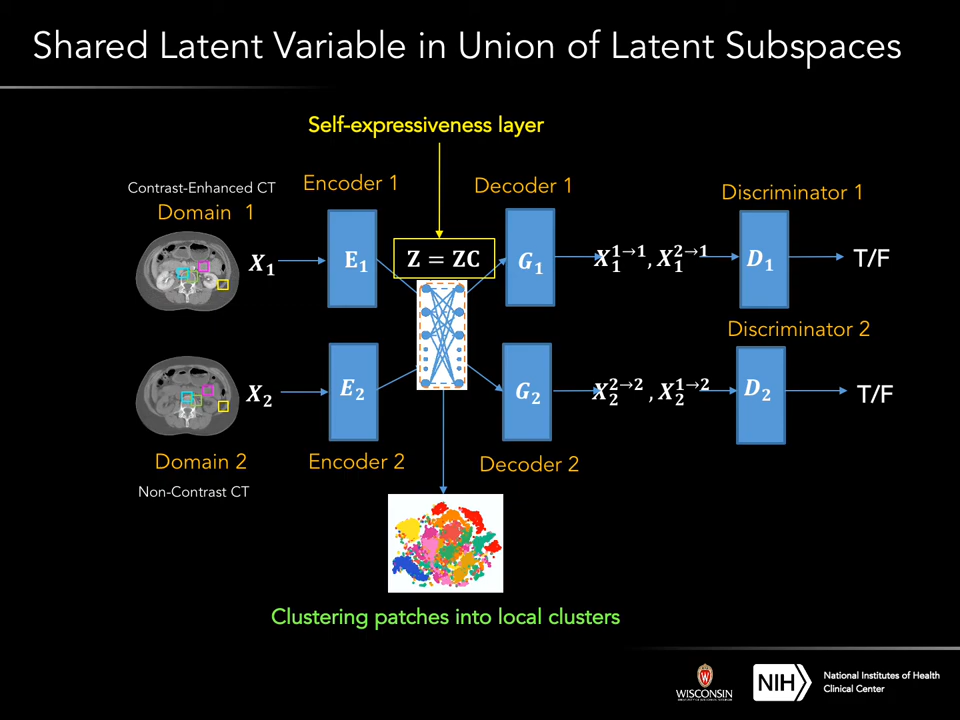 Shared Latent Variable in Union of Latent Subspaces
Self-expressiveness layer
Contrast-Enhanced CT
Domain 1
Encoder 1
Decoder 1
Discriminator 1
X₁
E₁
Z = ZC
G₁
X₁¹→¹, X₁²→¹
D₁
T/F
Discriminator 2
X₂
E₂
G₂
X₂²→², X₂¹→²
D₂
T/F
Domain 2
Encoder 2
Decoder 2
Non-Contrast CT
Clustering patches into local clusters
WISCONSIN
NIH
National Institutes of Health
Clinical Center